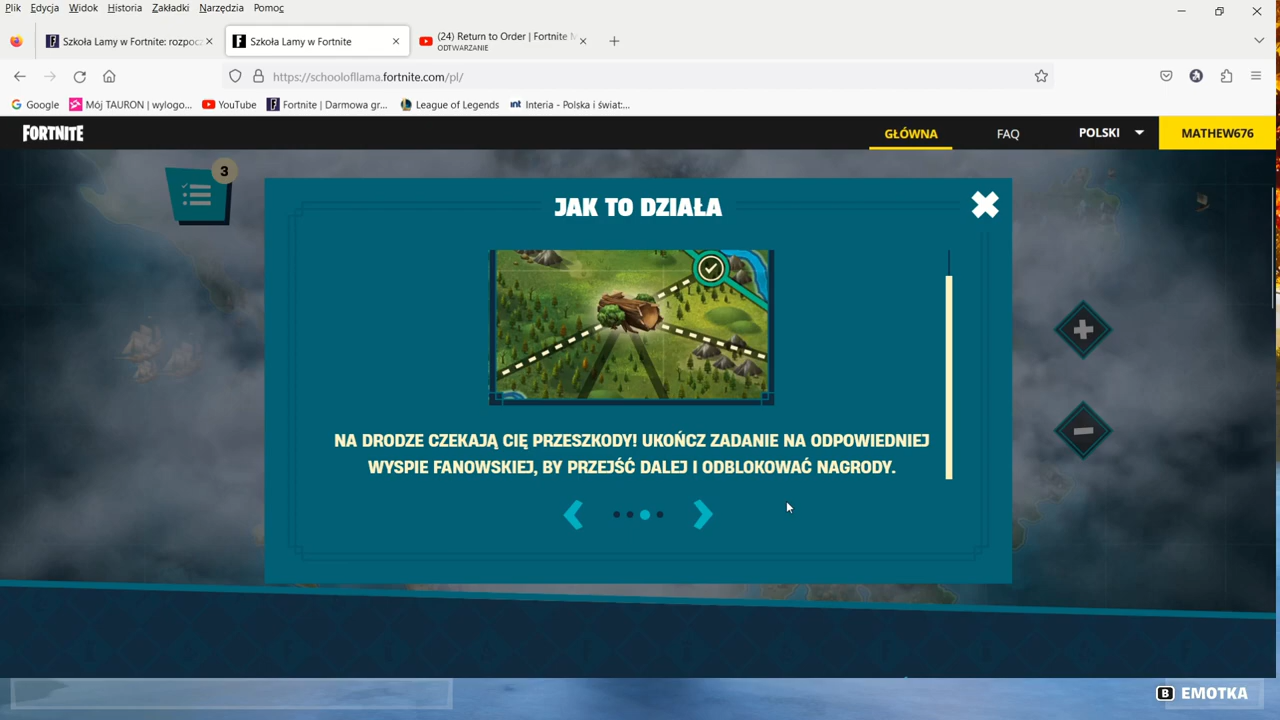 Plik Edycja Widok Historia Zakładki Narzędzia Pomoc
Szkoła Lamy w Fortnite: rozpocz
Szkoła Lamy w Fortnite
(24) Return to Order | Fortnite M
ODTWARZANIE
https://schoolofllama.fortnite.com/pl/
Google Mój TAURON | wylogo... YouTube Fortnite | Darmowa gr... League of Legends int Interia - Polska i świat:...
FORTNITE GŁÓWNA FAQ POLSKI MATHEW676
3
JAK TO DZIAŁA
NA DRODZE CZEKAJĄ CIĘ PRZESZKODY! UKOŃCZ ZADANIE NA ODPOWIEDNIEJ
WYSPIE FANOWSKIEJ, BY PRZEJŚĆ DALEJ I ODBLOKOWAĆ NAGRODY.
B EMOTKA